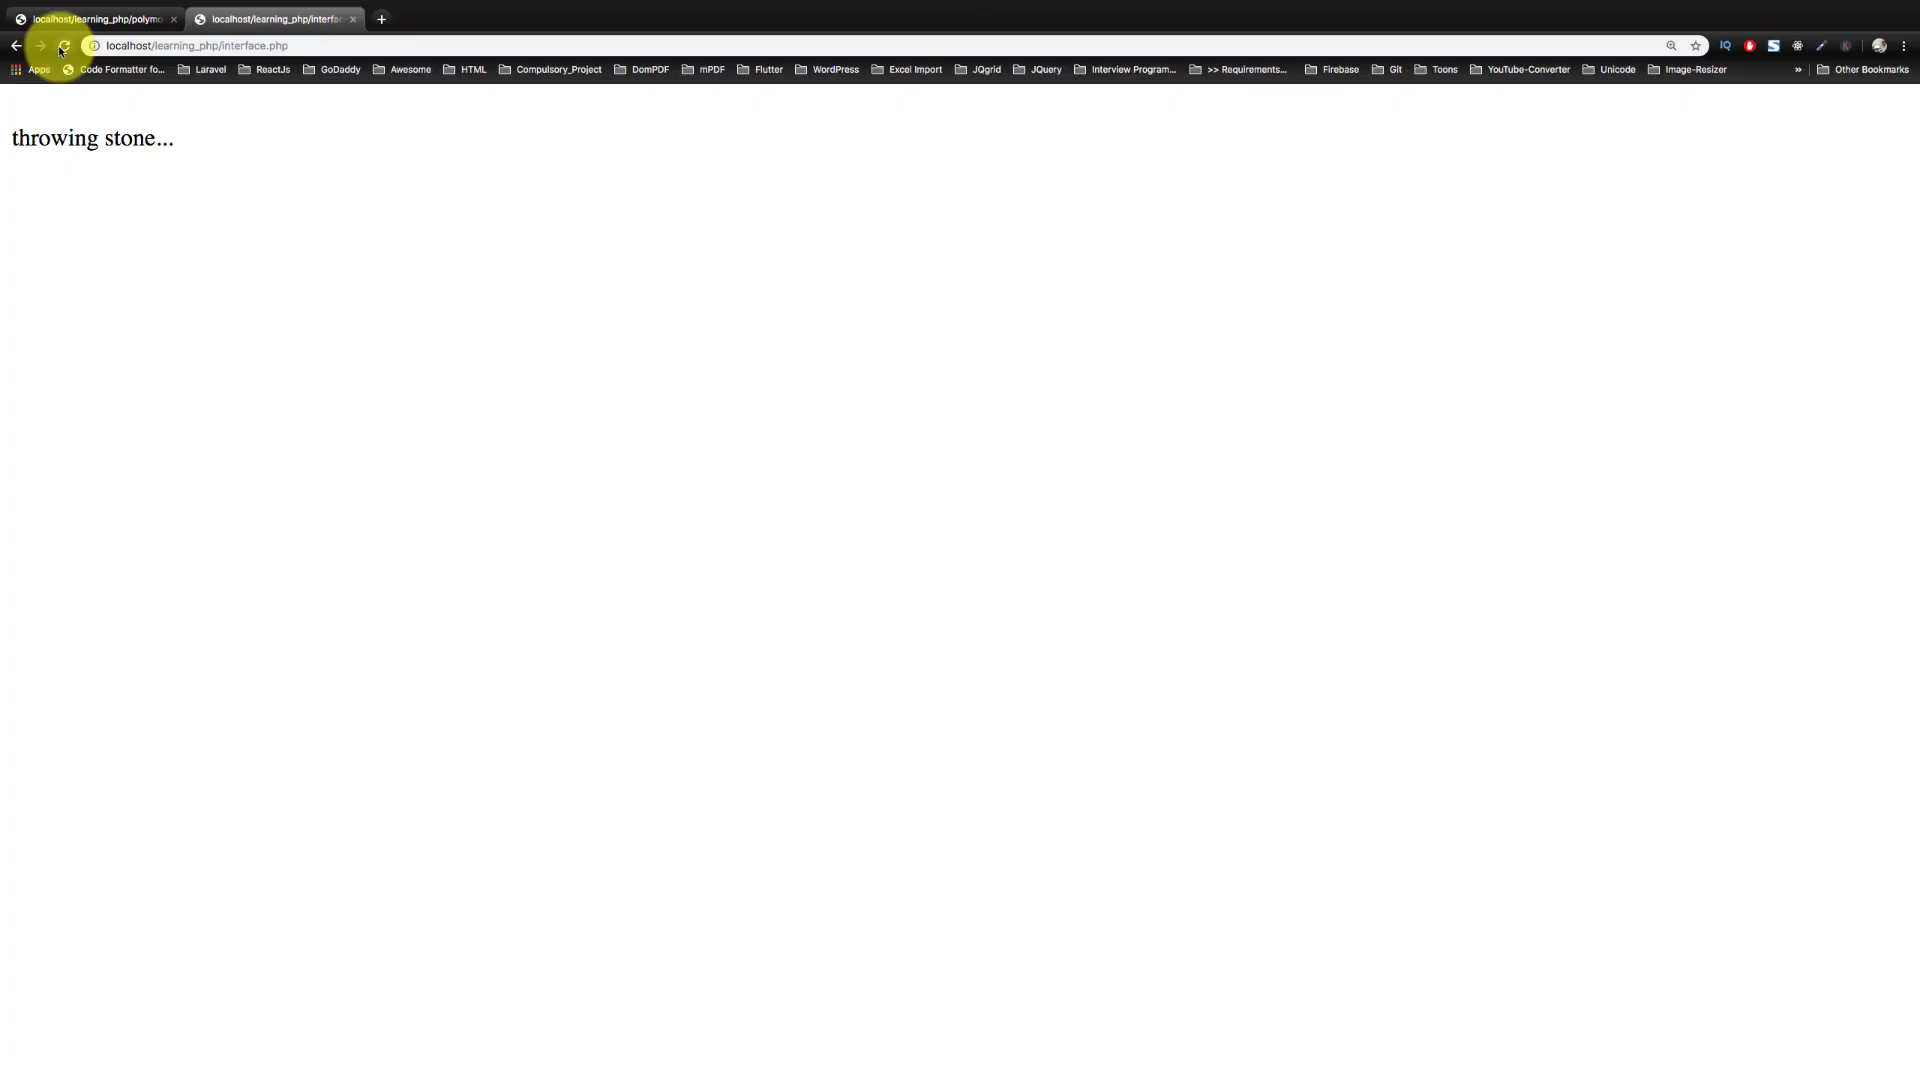 localhost/learning_php/polymo
localhost/learning_php/interfac
localhost/learning_php/interface.php
IQ
Apps Code Formatter fo... Laravel ReactJs GoDaddy Awesome HTML Compulsory_Project DomPDF mPDF Flutter WordPress Excel Import JQgrid JQuery Interview Program... >> Requirements... Firebase Git Toons YouTube-Converter Unicode Image-Resizer » Other Bookmarks
throwing stone...